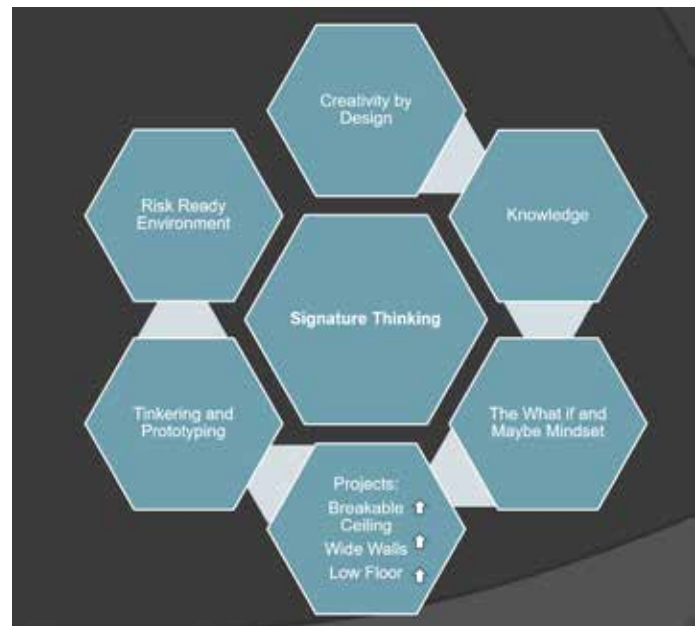 Creativity by
Design
Knowledge
Risk Ready
Environment
Signature Thinking
The What if and
Maybe Mindset
Tinkering and
Prototyping
Projects:
Breakable
Ceiling
Wide Walls
Low Floor